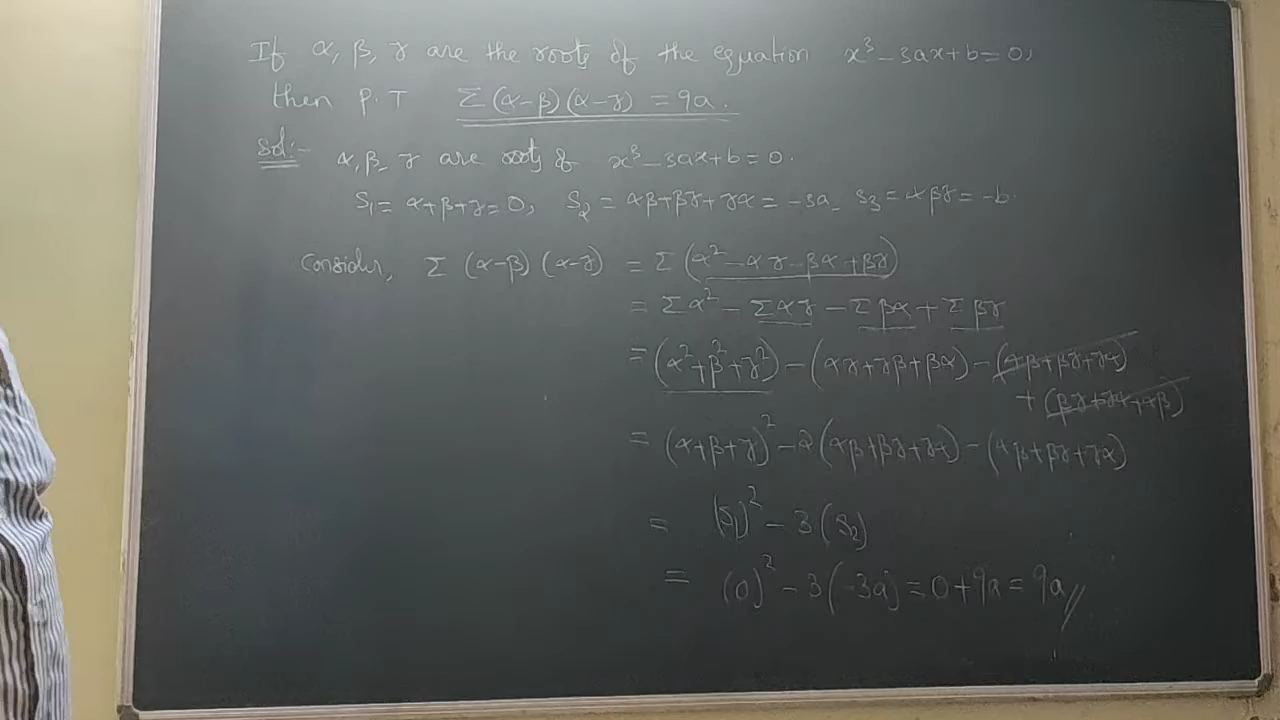 If α, β, γ are the roots of the equation x³ - 3ax + b = 0,
then P.T Σ(α-β)(α-γ) = 9a.
Sol:- α, β, γ are roots of x³ - 3ax + b = 0.
S₁ = α+β+γ = 0, S₂ = αβ+βγ+γα = -3a, S₃ = αβγ = -b.
Consider, Σ (α-β) (α-γ) = Σ (α² - αγ - βα + βγ)
= Σα² - Σαγ - Σβα + Σβγ
= (α²+β²+γ²) - (αγ+γβ+βα) - (αβ+βγ+γα)
+ (βγ+γα+αβ)
= (α+β+γ)² - 2(αβ+βγ+γα) - (αβ+βγ+γα)
= (S₁)² - 3(S₂)
= (0)² - 3(-3a) = 0 + 9a = 9a //